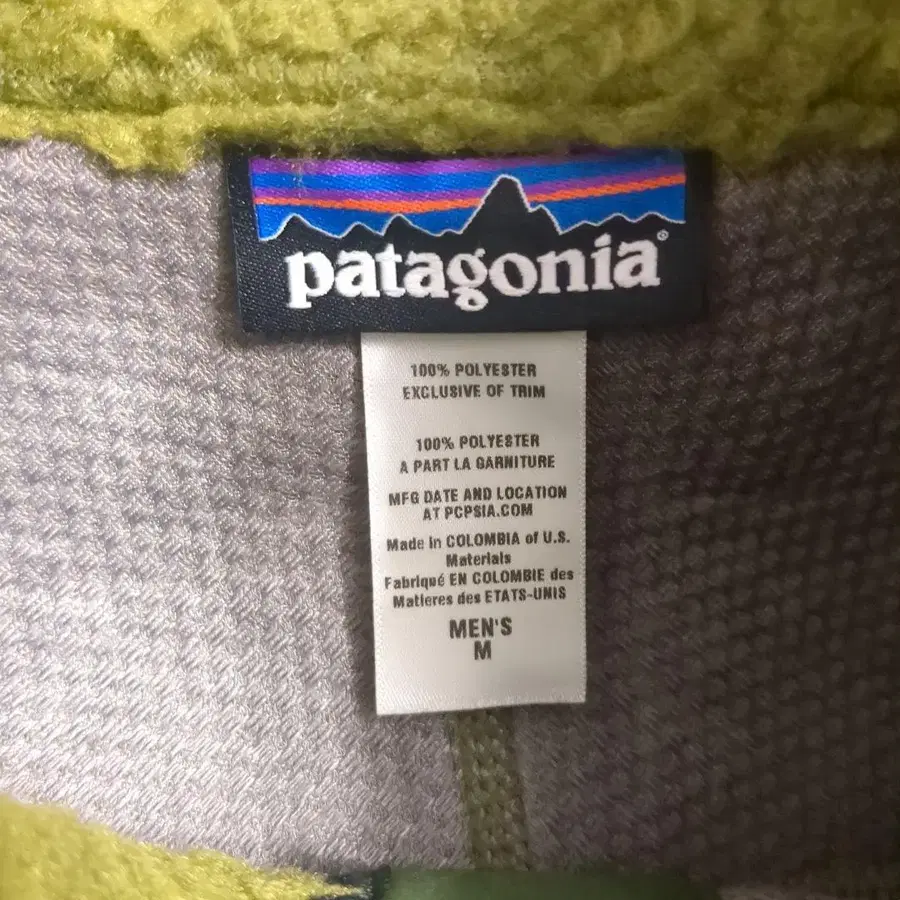 patagonia®
100% POLYESTER
EXCLUSIVE OF TRIM
100% POLYESTER
A PART LA GARNITURE
MFG DATE AND LOCATION
AT PCPSIA.COM
Made in COLOMBIA of U.S.
Materials
Fabriqué EN COLOMBIE des
Matieres des ETATS-UNIS
MEN'S
M